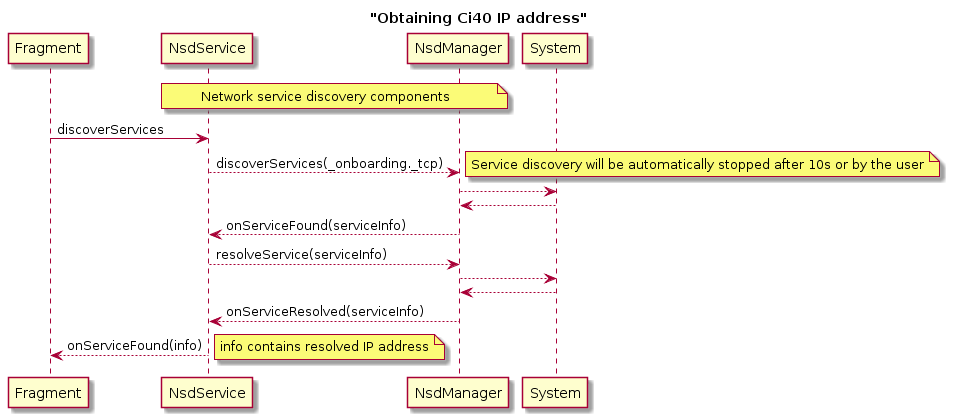 "Obtaining Ci40 IP address"
Fragment NsdService NsdManager System
Network service discovery components
discoverServices
discoverServices(_onboarding._tcp) Service discovery will be automatically stopped after 10s or by the user
onServiceFound(serviceInfo)
resolveService(serviceInfo)
onServiceResolved(serviceInfo)
onServiceFound(info) info contains resolved IP address
Fragment NsdService NsdManager System